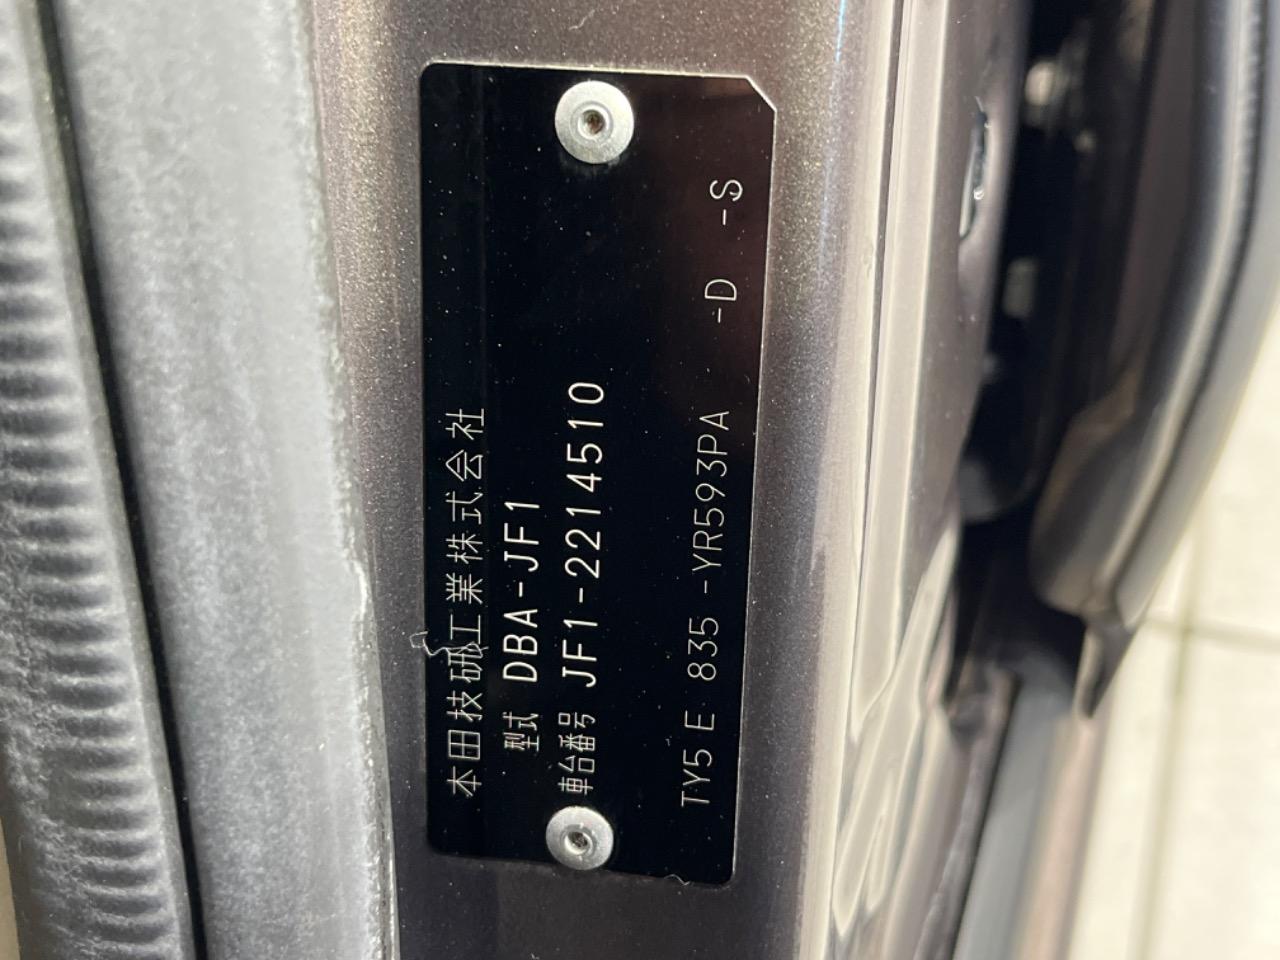 本田技研工業株式会社
型式 DBA-JF1
車台番号 JF1-2214510
TY5 E 835 -YR593PA -D -S